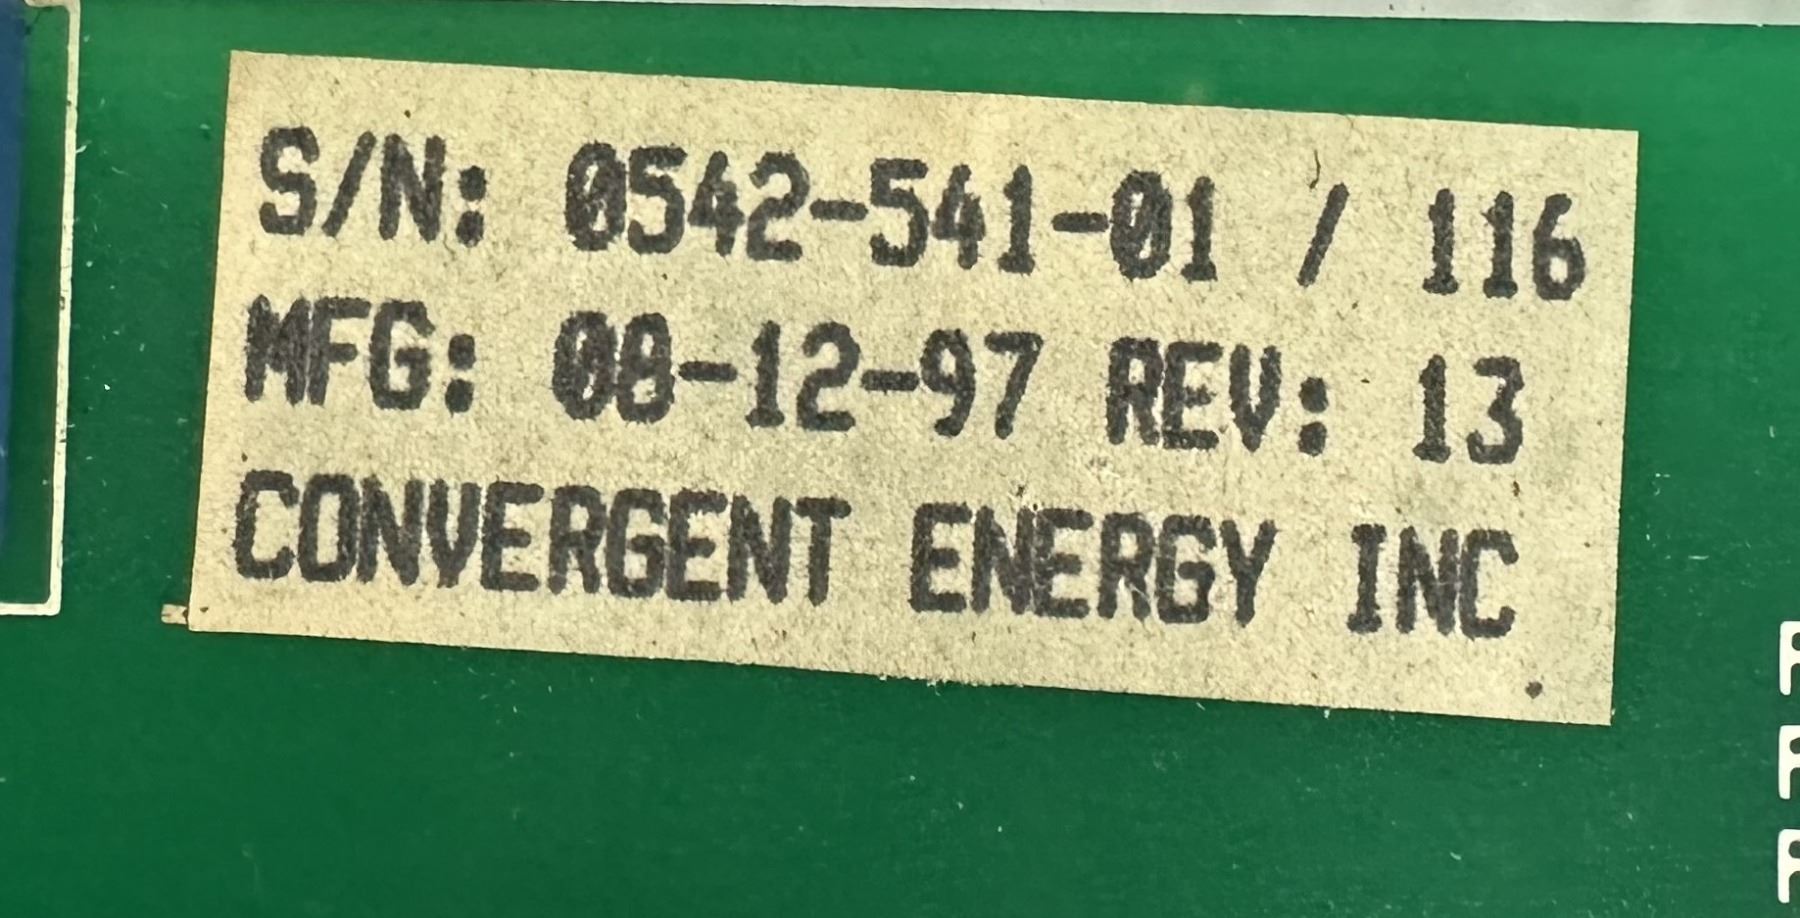 S/N: 0542-541-01 / 116
MFG: 08-12-97 REV: 13
CONVERGENT ENERGY INC